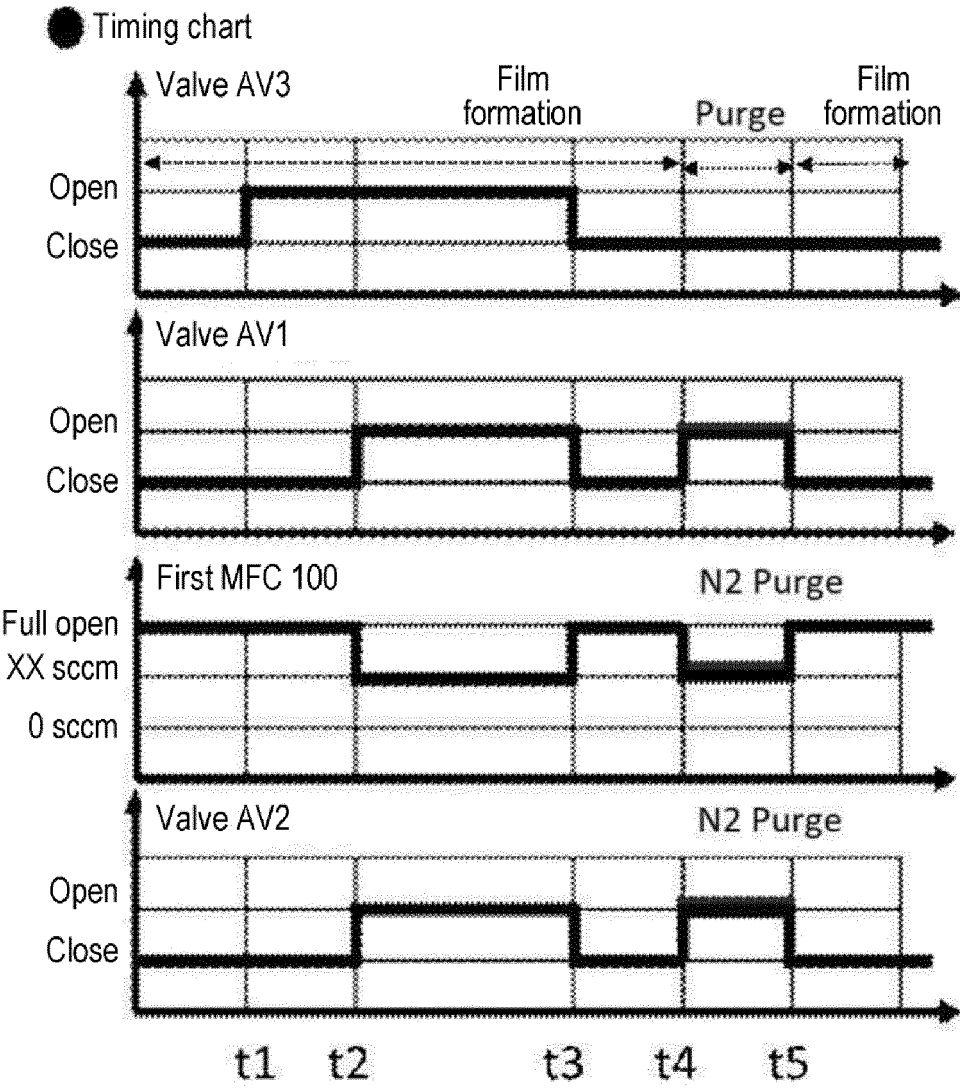 Timing chart
Valve AV3
Film
formation
Purge
Film
formation
Open
Close
Valve AV1
Open
Close
First MFC 100
N2 Purge
Full open
XX sccm
0 sccm
Valve AV2
N2 Purge
Open
Close
t1 t2 t3 t4 t5